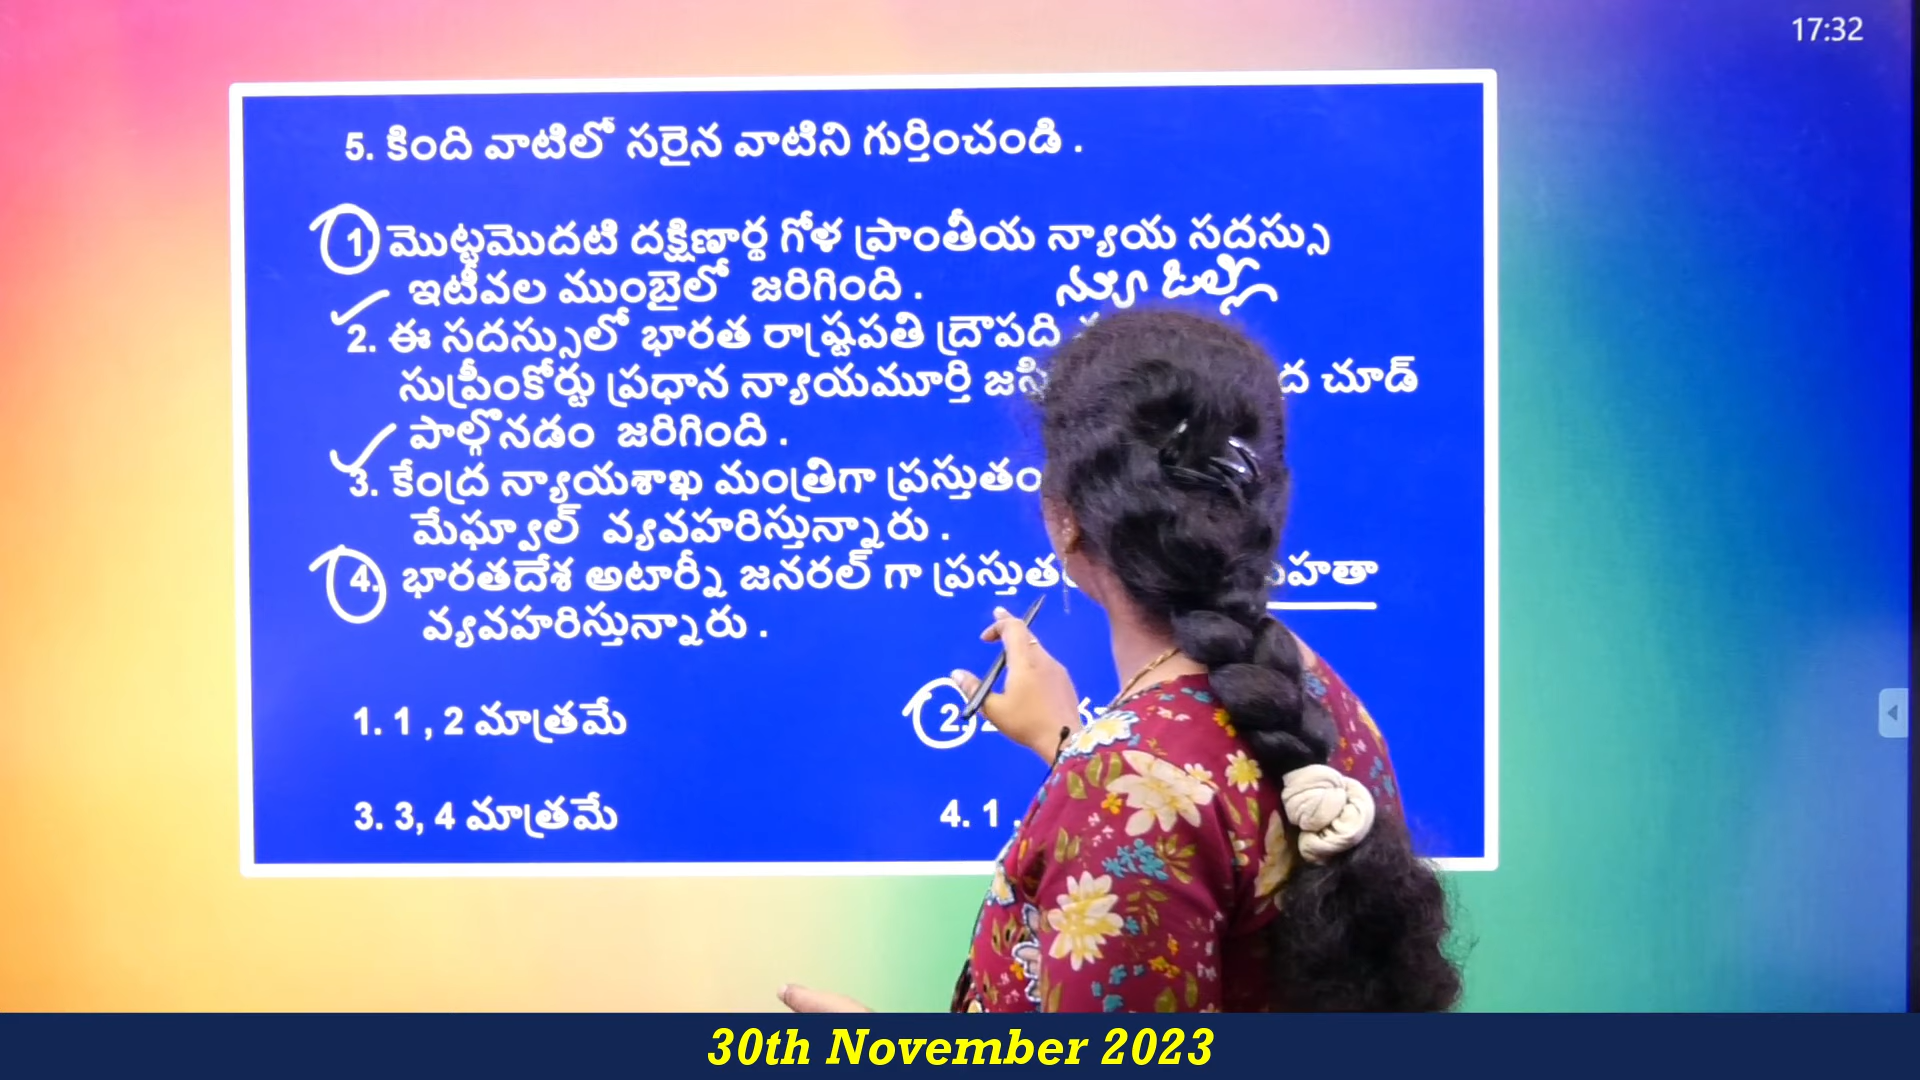 17:32
5. కింది వాటిలో సరైన వాటిని గుర్తించండి .
1. మొట్టమొదటి దక్షిణార్థ గోళ ప్రాంతీయ న్యాయ సదస్సు
ఇటీవల ముంబైలో జరిగింది .
న్యూ డిల్లీ
2. ఈ సదస్సులో భారత రాష్ట్రపతి ద్రౌపది
సుప్రీంకోర్టు ప్రధాన న్యాయమూర్తి చూడ్
పాల్గొనడం జరిగింది .
3. కేంద్ర న్యాయశాఖ మంత్రిగా ప్రస్తుతం
మేఘ్వాల్ వ్యవహరిస్తున్నారు .
4. భారతదేశ అటార్నీ జనరల్ గా
వ్యవహరిస్తున్నారు .
1. 1 , 2 మాత్రమే
2.
3. 3, 4 మాత్రమే
4. 1
30th November 2023